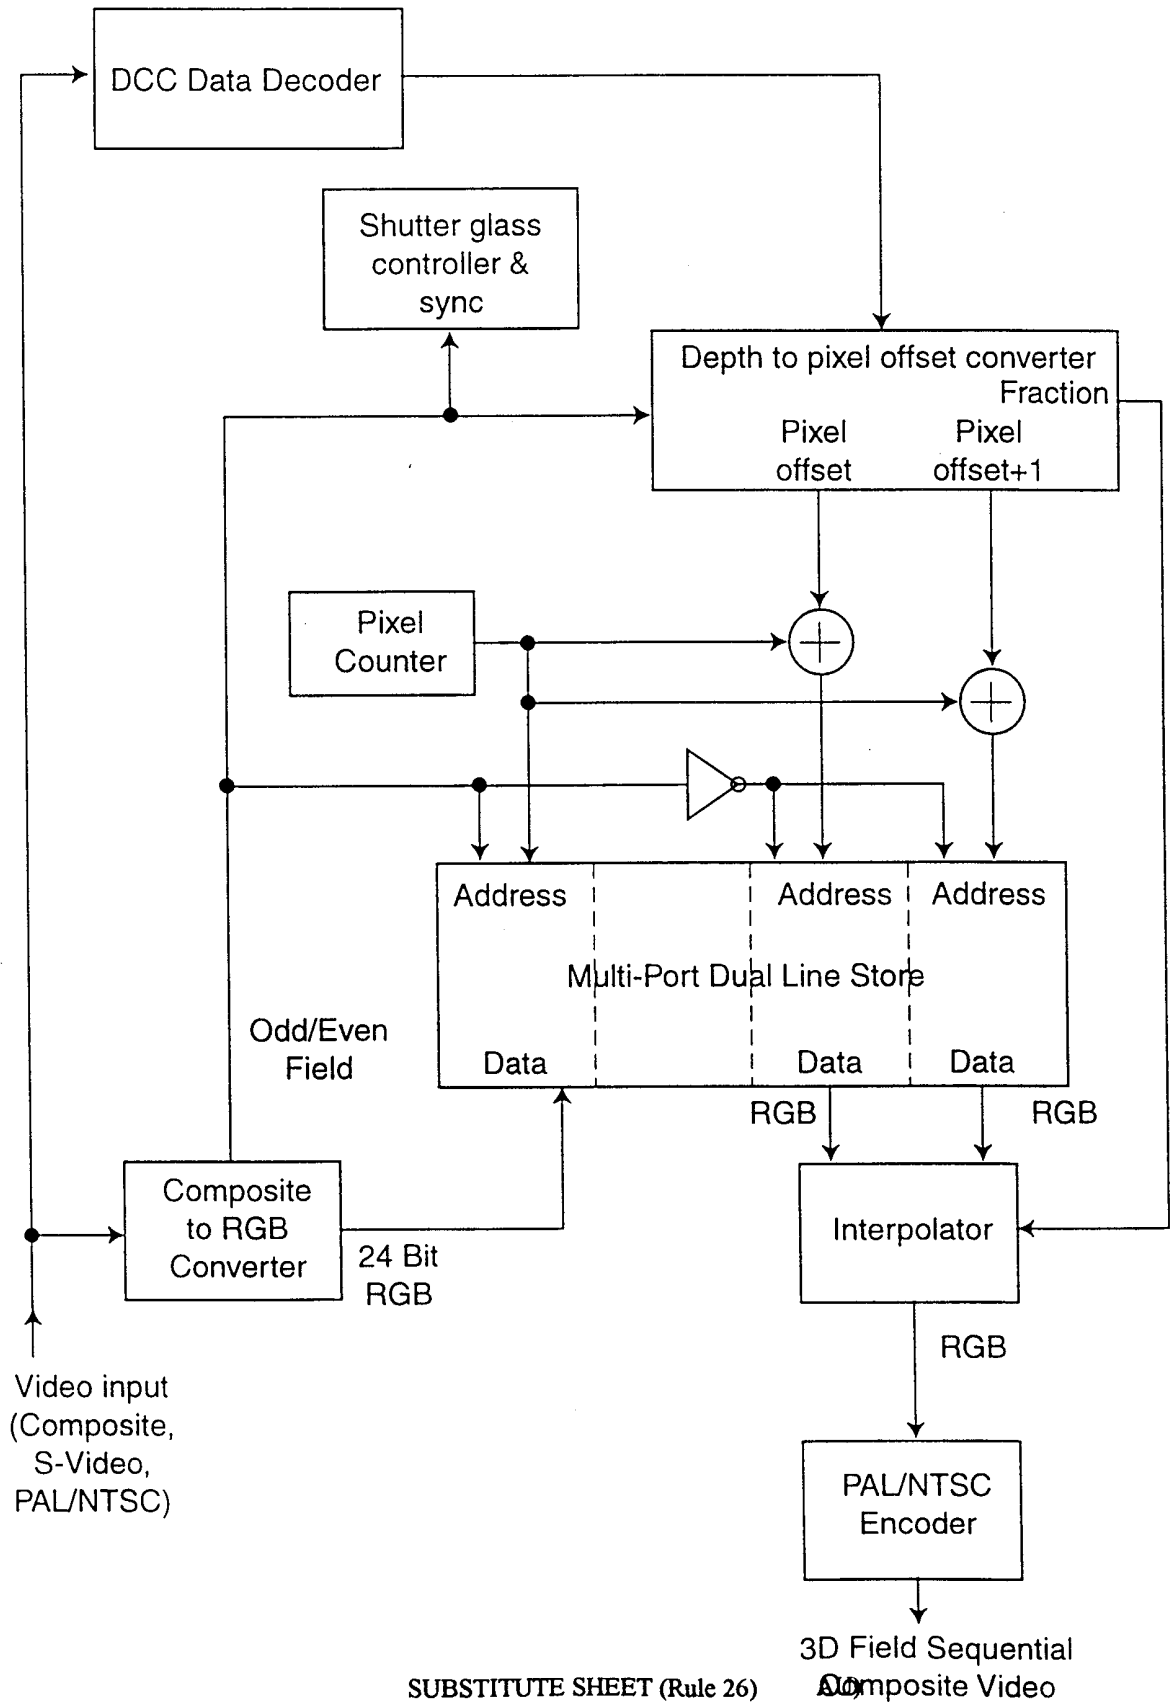 DCC Data Decoder
Shutter glass
controller &
sync
Depth to pixel offset converter
Fraction
Pixel
offset
Pixel
offset+1
Pixel
Counter
Address
Address
Address
Multi-Port Dual Line Store
Data
Data
Data
Odd/Even
Field
RGB
RGB
Composite
to RGB
Converter
24 Bit
RGB
Interpolator
RGB
Video input
(Composite,
S-Video,
PAL/NTSC)
PAL/NTSC
Encoder
3D Field Sequential
Composite Video
SUBSTITUTE SHEET (Rule 26)